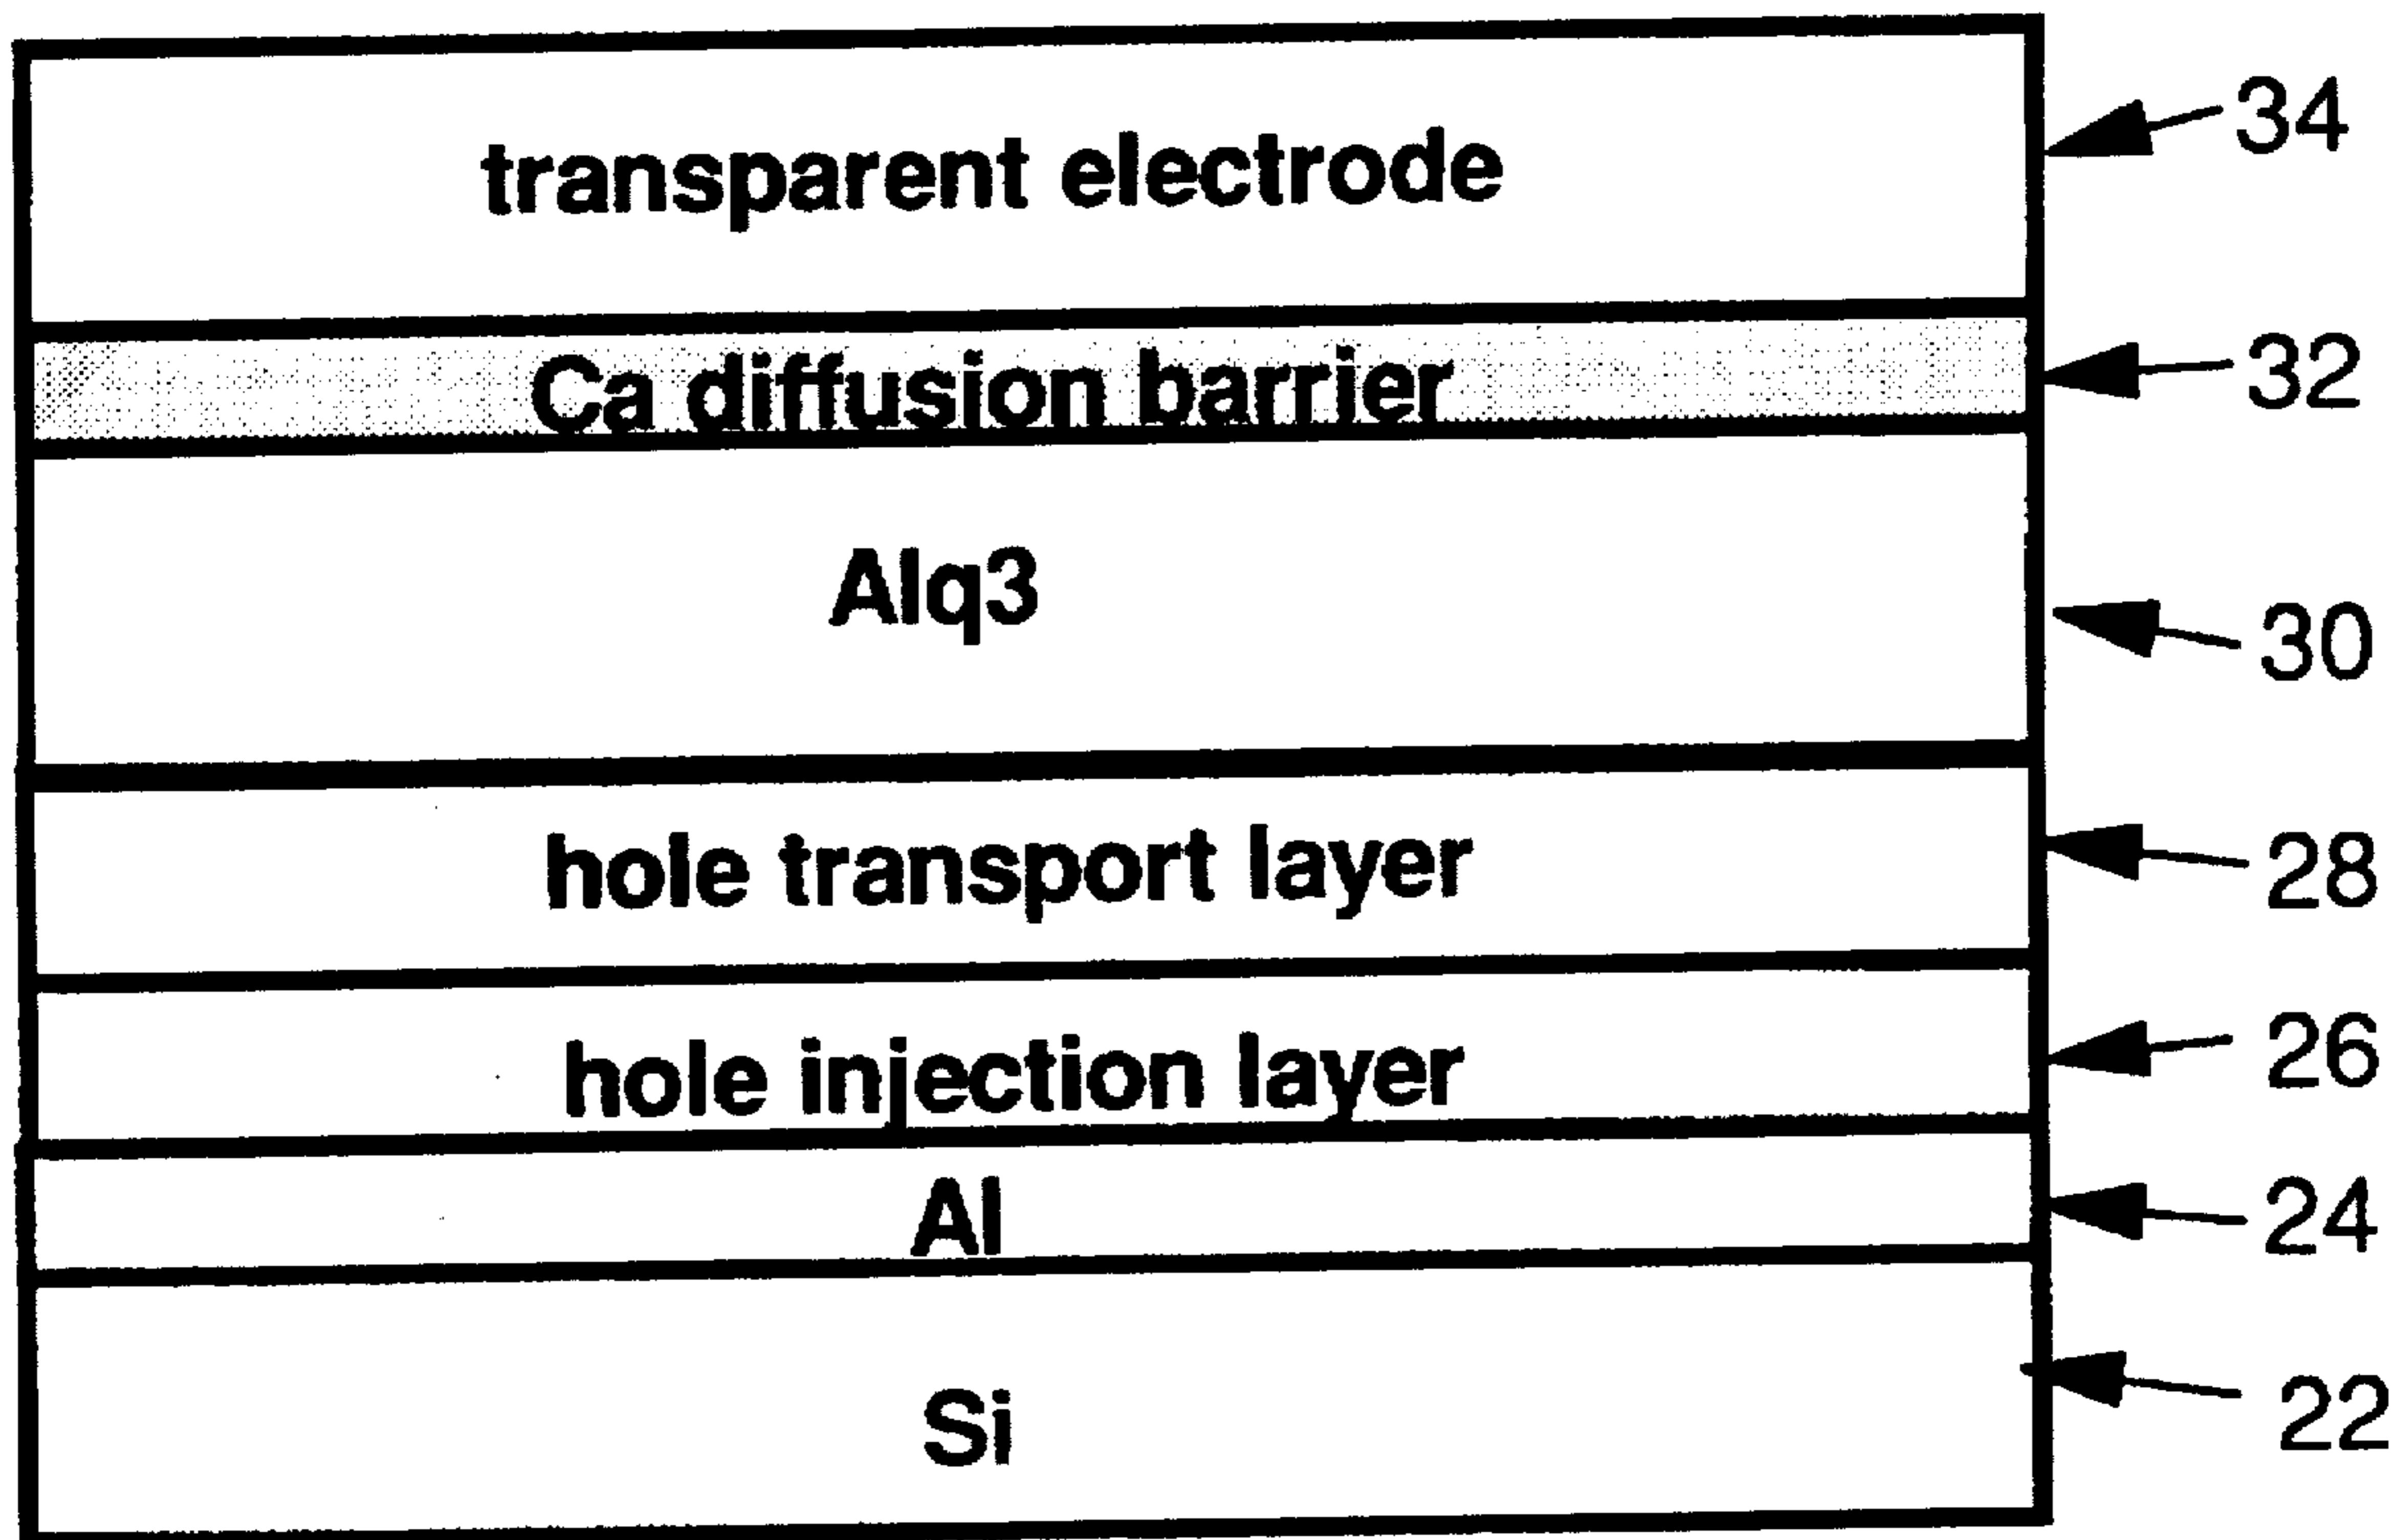 transparent electrode 34
Ca diffusion barrier 32
Alq3 30
hole transport layer 28
hole injection layer 26
Al 24
Si 22